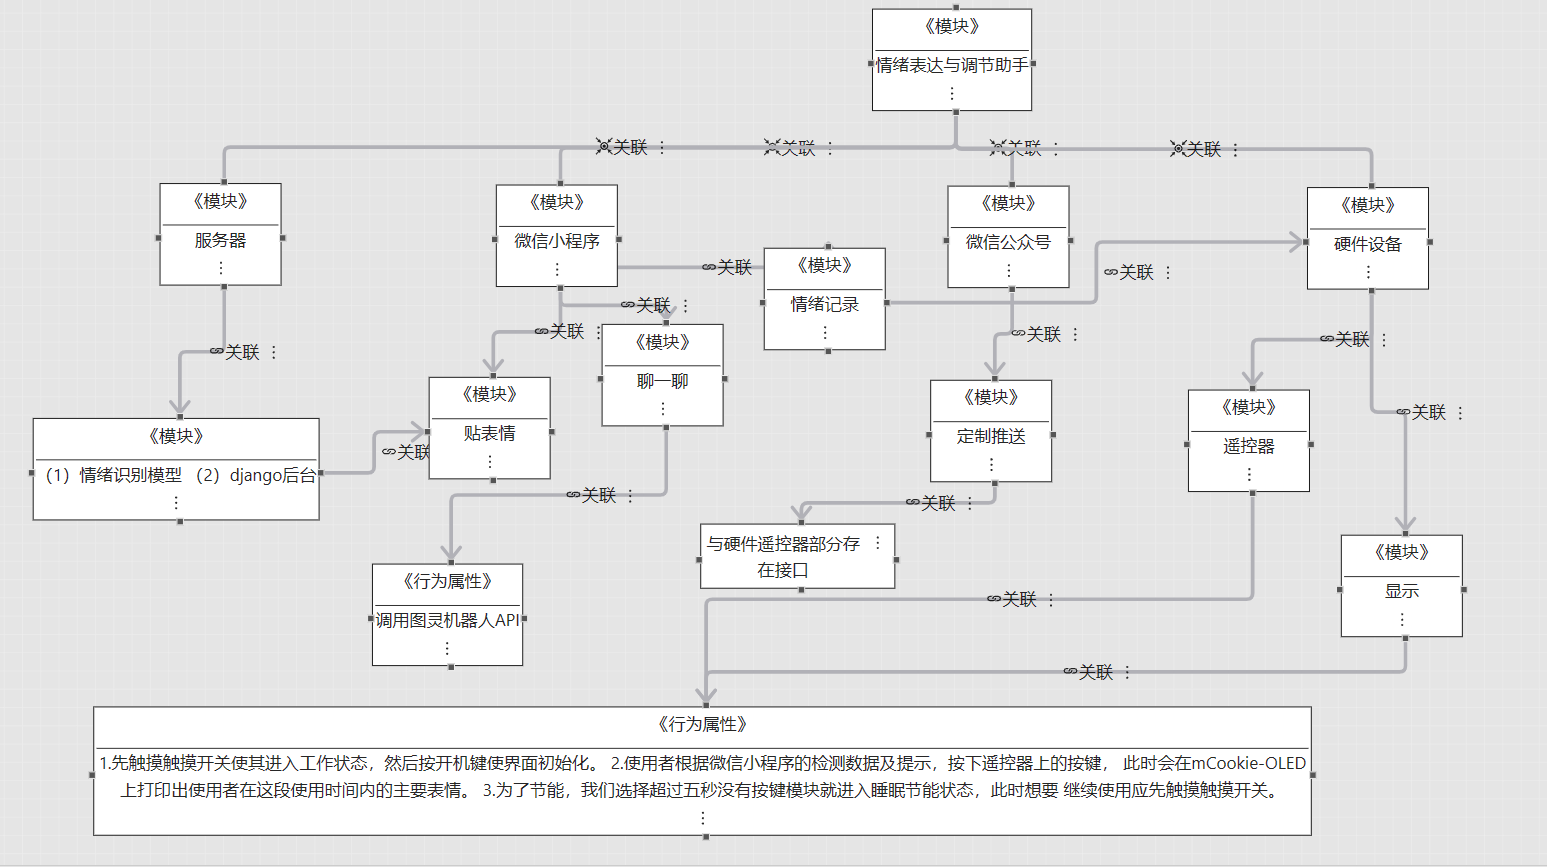 《模块》
情绪表达与调节助手
关联
关联
关联
关联
《模块》
服务器
《模块》
微信小程序
《模块》
微信公众号
《模块》
硬件设备
关联
《模块》
情绪记录
关联
关联
关联
关联
关联
关联
关联
《模块》
聊一聊
《模块》
贴表情
《模块》
定制推送
《模块》
遥控器
关联
《模块》
（1）情绪识别模型 （2）django后台
关联
关联
关联
与硬件遥控器部分存
在接口
《模块》
显示
《行为属性》
调用图灵机器人API
关联
关联
《行为属性》
1.先触摸触摸开关使其进入工作状态，然后按开机键使界面初始化。 2.使用者根据微信小程序的检测数据及提示，按下遥控器上的按键， 此时会在mCookie-OLED
上打印出使用者在这段使用时间内的主要表情。 3.为了节能，我们选择超过五秒没有按键模块就进入睡眠节能状态，此时想要 继续使用应先触摸触摸开关。